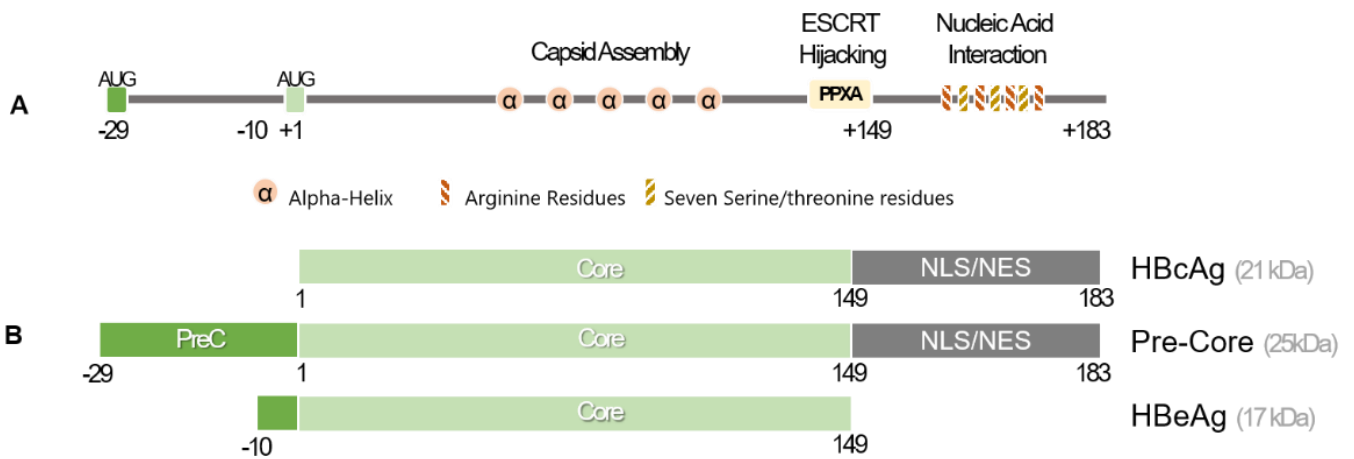 Capsid Assembly
ESCRT
Hijacking
Nucleic Acid
Interaction
A
AUG
AUG
α α α α α
PPXA
-29 -10 +1 +149 +183
α Alpha-Helix Arginine Residues Seven Serine/threonine residues
B
Core NLS/NES HBcAg (21 kDa)
1 149 183
PreC Core NLS/NES Pre-Core (25kDa)
-29 1 149 183
Core HBeAg (17 kDa)
-10 149